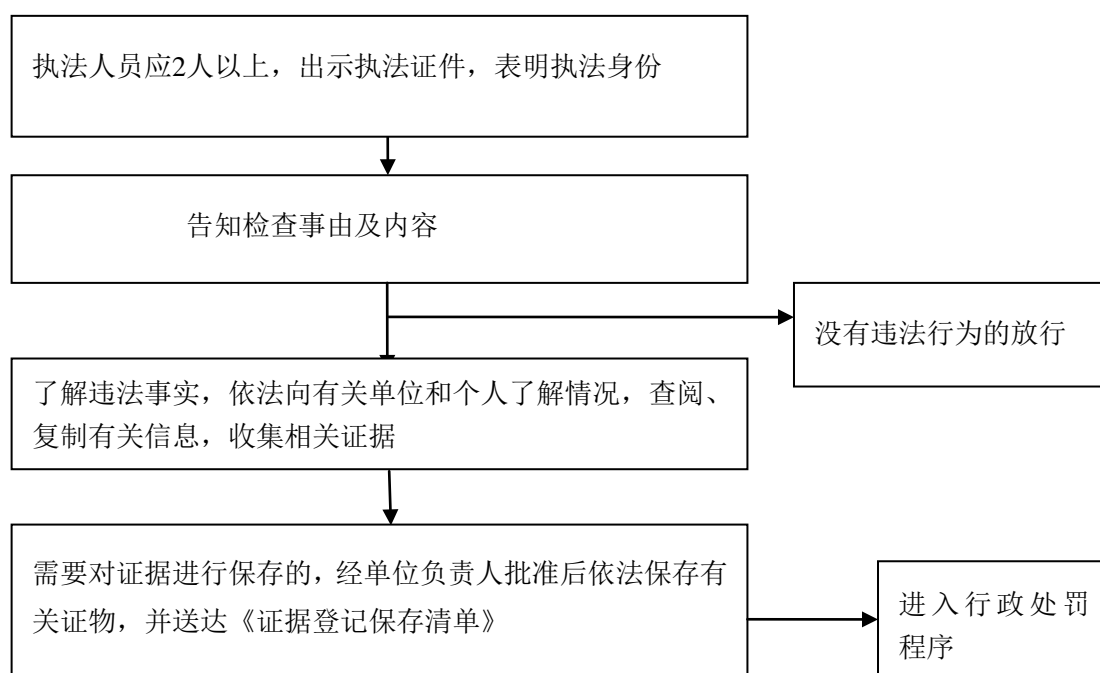 执法人员应2人以上，出示执法证件，表明执法身份
告知检查事由及内容
没有违法行为的放行
了解违法事实，依法向有关单位和个人了解情况，查阅、
复制有关信息，收集相关证据
需要对证据进行保存的，经单位负责人批准后依法保存有
关证物，并送达《证据登记保存清单》
进入行政处罚
程序